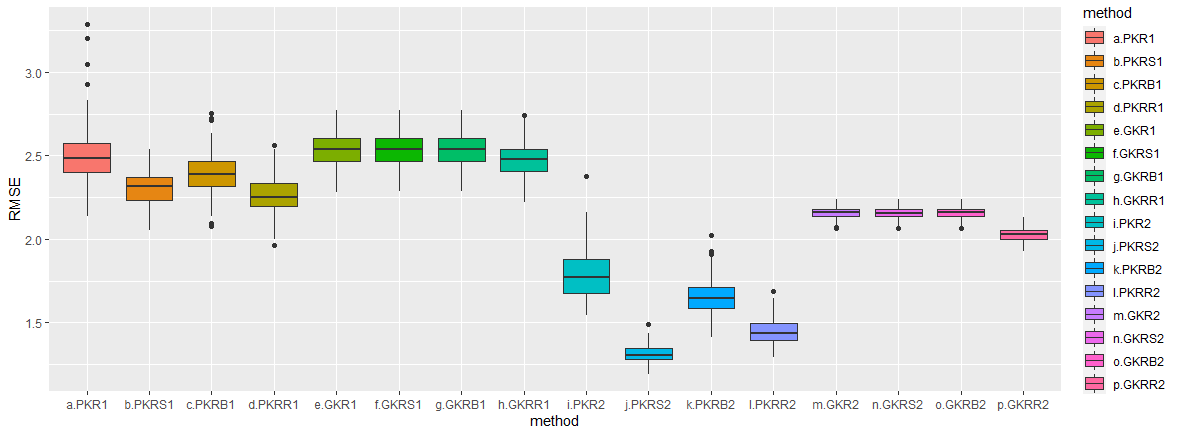 RMSE
3.0
2.5
2.0
1.5
a.PKR1 b.PKRS1 c.PKRB1 d.PKRR1 e.GKR1 f.GKRS1 g.GKRB1 h.GKRR1 i.PKR2 j.PKRS2 k.PKRB2 l.PKRR2 m.GKR2 n.GKRS2 o.GKRB2 p.GKRR2
method
method
a.PKR1
b.PKRS1
c.PKRB1
d.PKRR1
e.GKR1
f.GKRS1
g.GKRB1
h.GKRR1
i.PKR2
j.PKRS2
k.PKRB2
l.PKRR2
m.GKR2
n.GKRS2
o.GKRB2
p.GKRR2